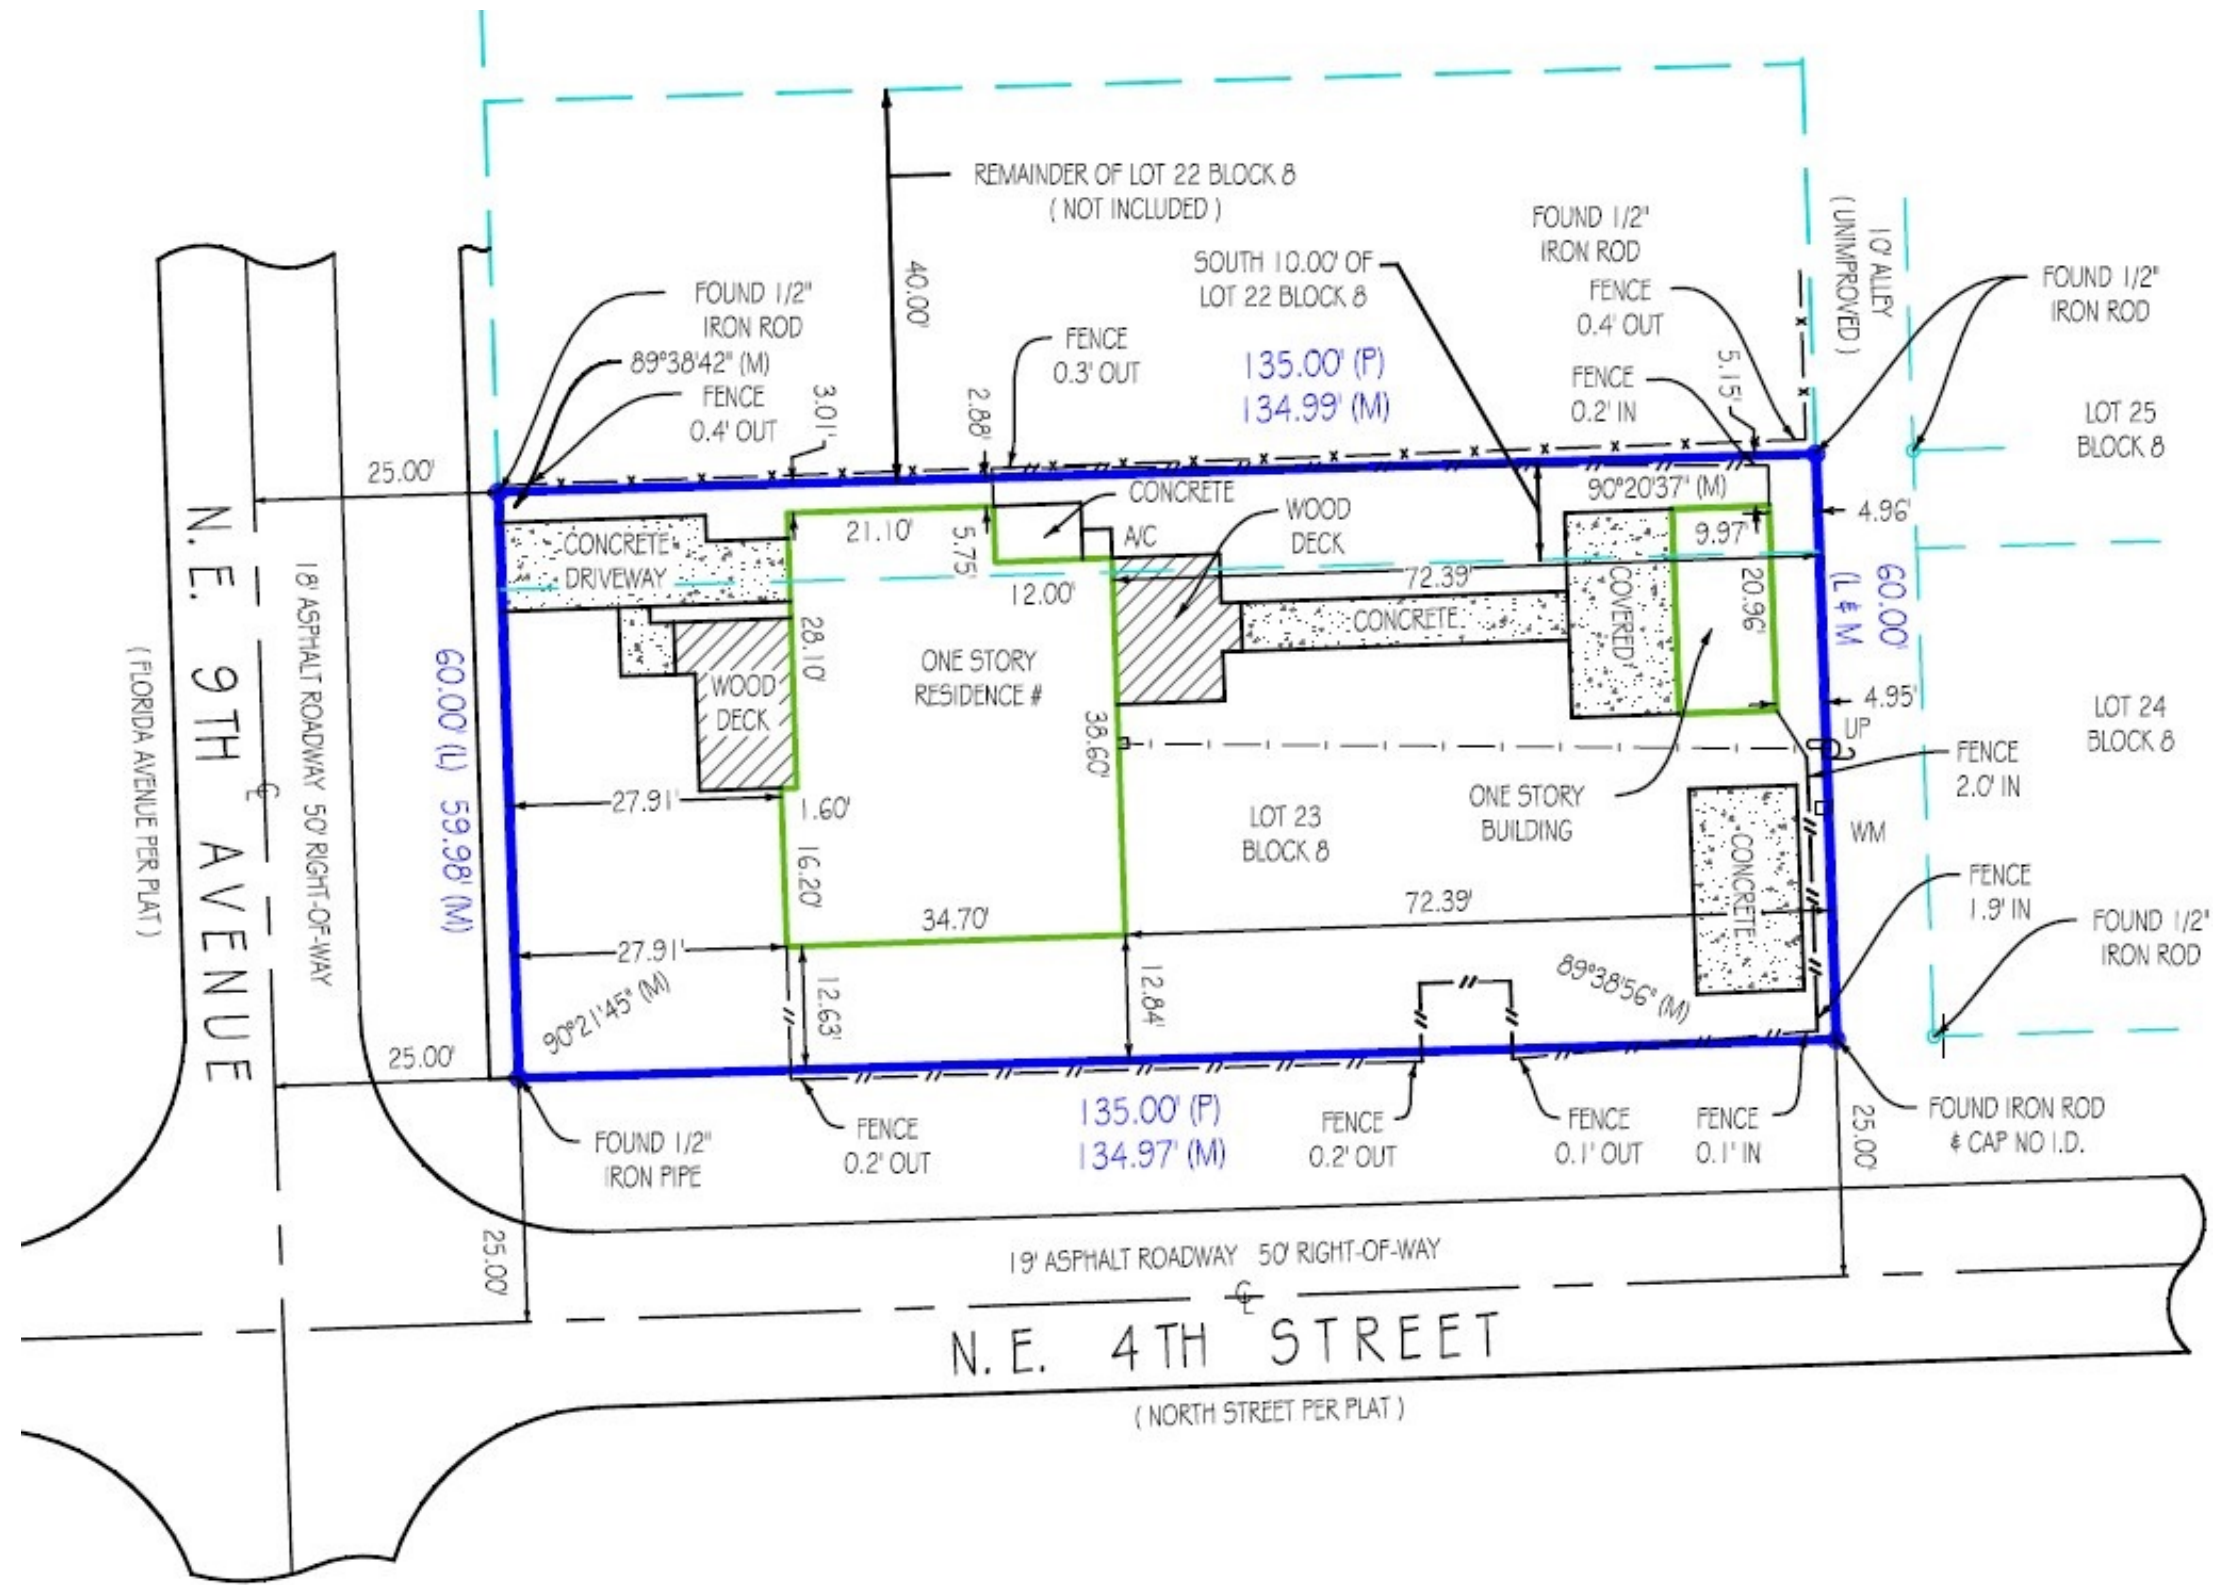 REMAINDER OF LOT 22 BLOCK 8
( NOT INCLUDED )
40.00'
SOUTH 10.00' OF
LOT 22 BLOCK 8
FOUND 1/2"
IRON ROD
FENCE
0.4' OUT
10' ALLEY
( UNIMPROVED )
FOUND 1/2"
IRON ROD
FOUND 1/2"
IRON ROD
89°38'42" (M)
FENCE
0.4' OUT
3.01'
2.88'
FENCE
0.3' OUT
135.00' (P)
134.99' (M)
FENCE
0.2' IN
5.15'
LOT 25
BLOCK 8
25.00'
CONCRETE
90°20'37" (M)
4.96'
CONCRETE
DRIVEWAY
21.10'
5.75'
A/C
WOOD
DECK
9.97'
12.00'
72.39'
COVERED
20.96'
60.00'
(L & M
28.10'
ONE STORY
RESIDENCE #
CONCRETE
WOOD
DECK
38.60'
4.95'
UP
LOT 24
BLOCK 8
N.E. 9TH AVENUE
( FLORIDA AVENUE PER PLAT )
18' ASPHALT ROADWAY 50' RIGHT-OF-WAY
60.00' (L) 59.98' (M)
27.91'
1.60'
16.20'
LOT 23
BLOCK 8
ONE STORY
BUILDING
FENCE
2.0' IN
WM
CONCRETE
FENCE
1.9' IN
34.70'
72.39'
27.91'
90°21'45" (M)
12.63'
12.84'
89°38'56" (M)
FOUND 1/2"
IRON ROD
25.00'
FOUND 1/2"
IRON PIPE
FENCE
0.2' OUT
135.00' (P)
134.97' (M)
FENCE
0.2' OUT
FENCE
0.1' OUT
FENCE
0.1' IN
25.00'
FOUND IRON ROD
& CAP NO I.D.
25.00'
19' ASPHALT ROADWAY 50' RIGHT-OF-WAY
N.E. 4TH STREET
( NORTH STREET PER PLAT )